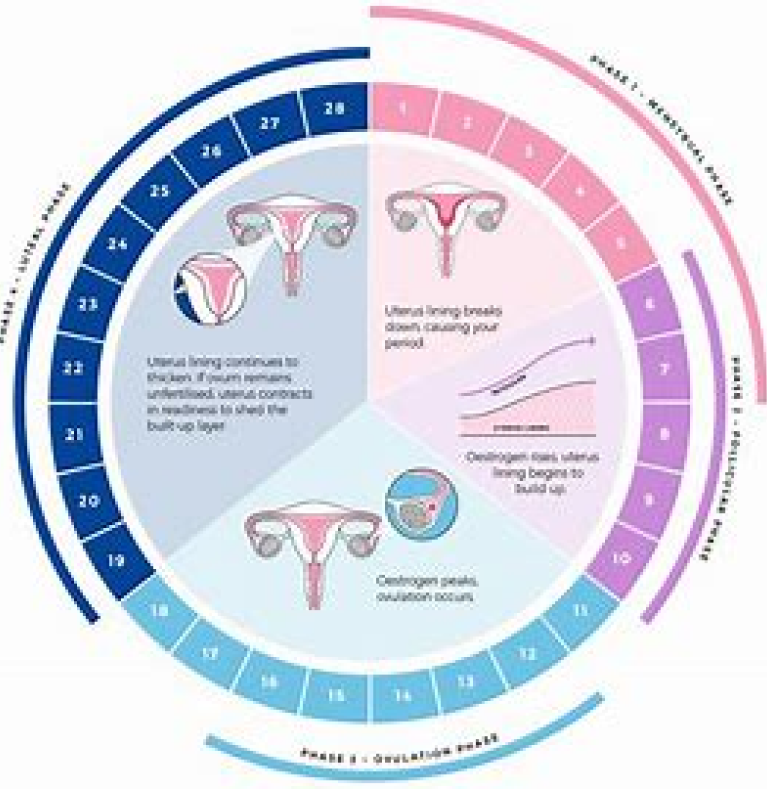 PHASE 1 - MENSTRUAL PHASE
1
2
3
4
5
Uterus lining breaks
down, causing your
period
PHASE 2 - FOLLICULAR PHASE
6
7
8
9
10
UTERINE LINING
Oestrogen rises, uterus
lining begins to
build up.
11
12
13
14
15
16
17
18
Oestrogen peaks,
ovulation occurs
PHASE 3 - OVULATION PHASE
19
20
21
22
23
24
25
26
27
28
Uterus lining continues to
thicken. If ovum remains
unfertilised, uterus contracts
in readiness to shed the
built-up layer
PHASE 4 - LUTEAL PHASE